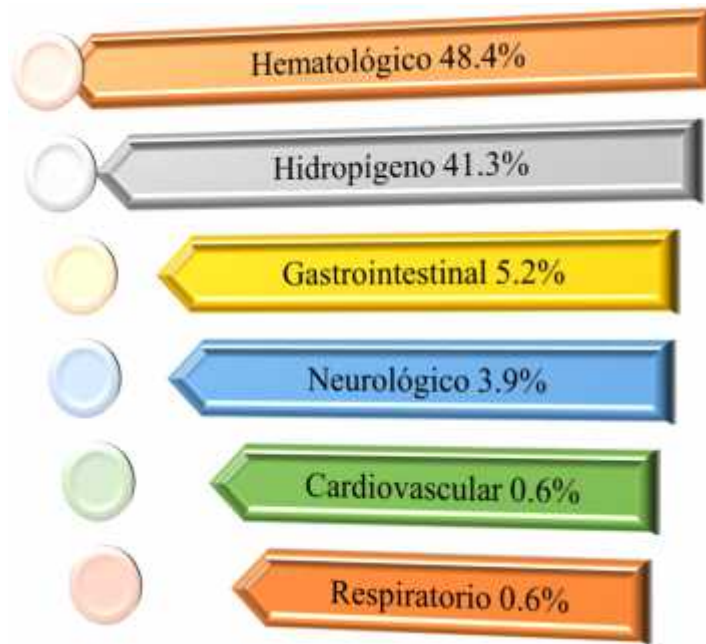 Hematológico 48.4%
Hidropígeno 41.3%
Gastrointestinal 5.2%
Neurológico 3.9%
Cardiovascular 0.6%
Respiratorio 0.6%